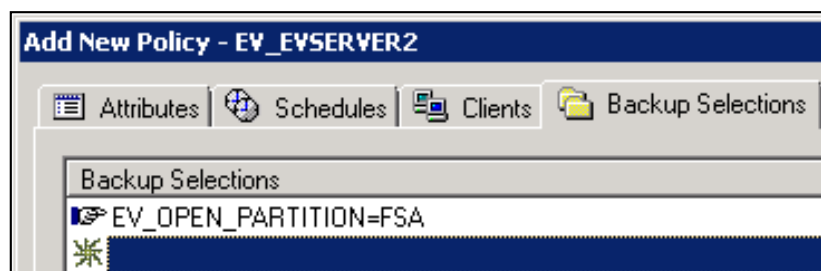 Add New Policy - EV_EVSERVER2
Attributes Schedules Clients Backup Selections
Backup Selections
EV_OPEN_PARTITION=FSA